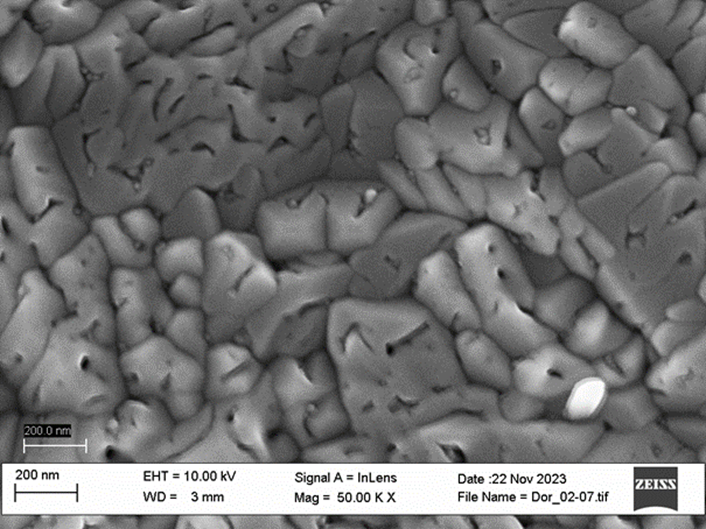 200.0 nm
200 nm
EHT = 10.00 kV
Signal A = InLens
Date :22 Nov 2023
ZEISS
WD = 3 mm
Mag = 50.00 K X
File Name = Dor_02-07.tif